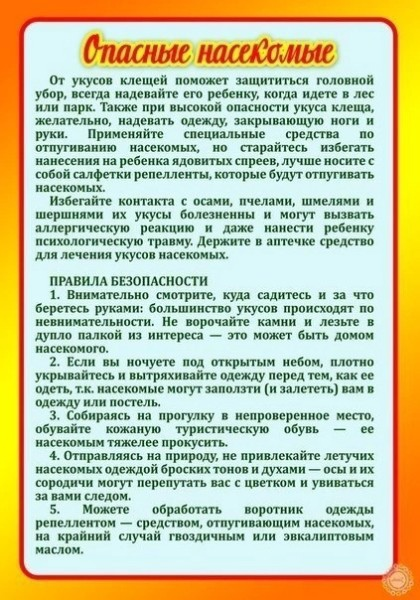 Опасные насекомые
От укусов клещей поможет защититься головной
убор, всегда надевайте его ребенку, когда идете в лес
или парк. Также при высокой опасности укуса клеща,
желательно, надевать одежду, закрывающую ноги и
руки. Применяйте специальные средства по
отпугиванию насекомых, но старайтесь избегать
нанесения на ребенка ядовитых спреев, лучше носите с
собой салфетки репелленты, которые будут отпугивать
насекомых.
Избегайте контакта с осами, пчелами, шмелями и
шершнями их укусы болезненны и могут вызвать
аллергическую реакцию и даже нанести ребенку
психологическую травму. Держите в аптечке средство
для лечения укусов насекомых.
ПРАВИЛА БЕЗОПАСНОСТИ
1. Внимательно смотрите, куда садитесь и за что
беретесь руками: большинство укусов происходят по
невнимательности. Не ворочайте камни и лезьте в
дупло палкой из интереса — это может быть домом
насекомого.
2. Если вы ночуете под открытым небом, плотно
укрывайтесь и вытряхивайте одежду перед тем, как ее
одеть, т.к. насекомые могут заползти (и залететь) вам в
одежду или постель.
3. Собираясь на прогулку в непроверенное место,
обувайте кожаную туристическую обувь — ее
насекомым тяжелее прокусить.
4. Отправляясь на природу, не привлекайте летучих
насекомых одеждой броских тонов и духами — осы и их
сородичи могут перепутать вас с цветком и увиваться
за вами следом.
5. Можете обработать воротник одежды
репеллентом — средством, отпугивающим насекомых,
на крайний случай гвоздичным или эвкалиптовым
маслом.